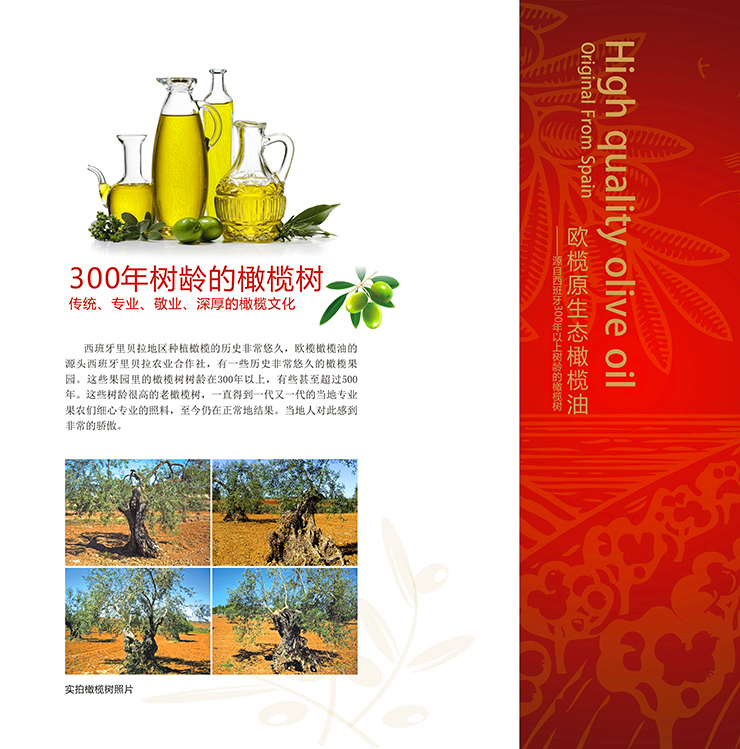 300年树龄的橄榄树
传统、专业、敬业、深厚的橄榄文化
西班牙里贝拉地区种植橄榄的历史非常悠久，欧榄橄榄油的
源头西班牙里贝拉农业合作社，有一些历史非常悠久的橄榄果
园。这些果园里的橄榄树树龄在300年以上，有些甚至超过500
年。这些树龄很高的老橄榄树，一直得到一代又一代的当地专业
果农们细心专业的照料，至今仍在正常地结果。当地人对此感到
非常的骄傲。
实拍橄榄树照片
High quality olive oil
Original From Spain
欧榄原生态橄榄油
——源自西班牙300年以上树龄的橄榄树